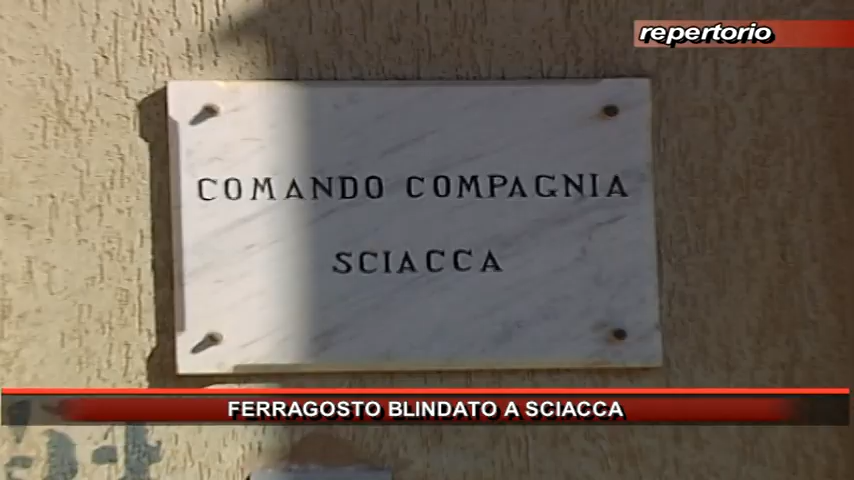 repertorio
COMANDO COMPAGNIA
SCIACCA
FERRAGOSTO BLINDATO A SCIACCA